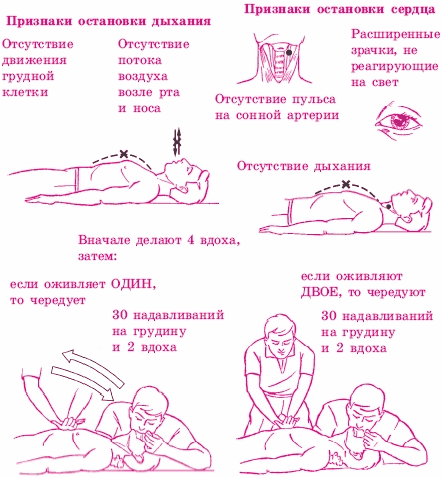 Признаки остановки дыхания
Отсутствие
движения
грудной
клетки
Отсутствие
потока
воздуха
возле рта
и носа
Признаки остановки сердца
Расширенные
зрачки, не
реагирующие
на свет
Отсутствие пульса
на сонной артерии
Отсутствие дыхания
Вначале делают 4 вдоха,
затем:
если оживляет ОДИН,
то чередует
30 надавливаний
на грудину
и 2 вдоха
если оживляют
ДВОЕ, то чередуют
30 надавливаний
на грудину
и 2 вдоха